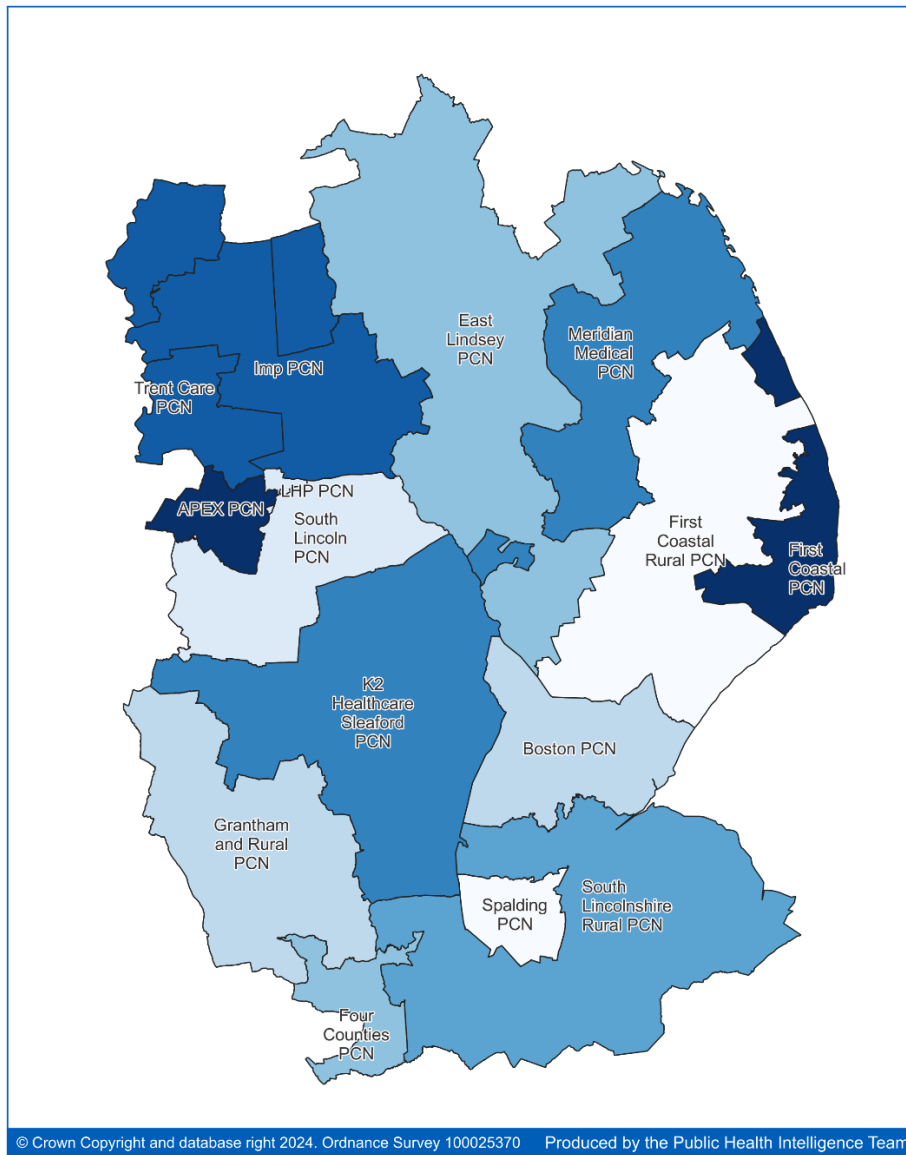 East
Lindsey
PCN
Meridian
Medical
PCN
Imp PCN
Trent Care
PCN
LHP PCN
APEX PCN
South
Lincoln
PCN
First
Coastal
Rural PCN
First
Coastal
PCN
K2
Healthcare
Sleaford
PCN
Boston PCN
Grantham
and Rural
PCN
South
Lincolnshire
Rural PCN
Spalding
PCN
Four
Counties
PCN
© Crown Copyright and database right 2024. Ordnance Survey 100025370 Produced by the Public Health Intelligence Team